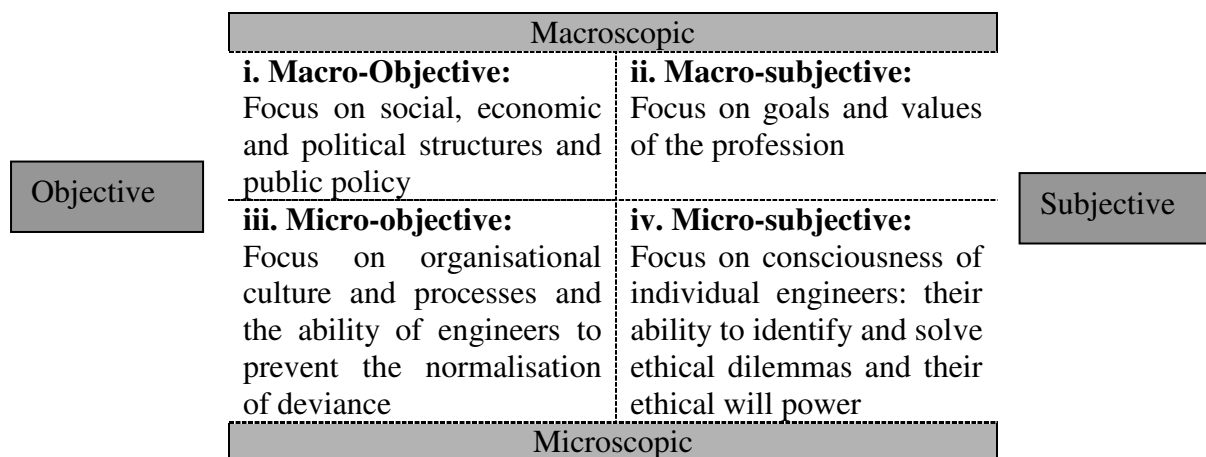 Macroscopic
i. Macro-Objective:
Focus on social, economic
and political structures and
public policy
ii. Macro-subjective:
Focus on goals and values
of the profession
Objective
Subjective
iii. Micro-objective:
Focus on organisational
culture and processes and
the ability of engineers to
prevent the normalisation
of deviance
iv. Micro-subjective:
Focus on consciousness of
individual engineers: their
ability to identify and solve
ethical dilemmas and their
ethical will power
Microscopic